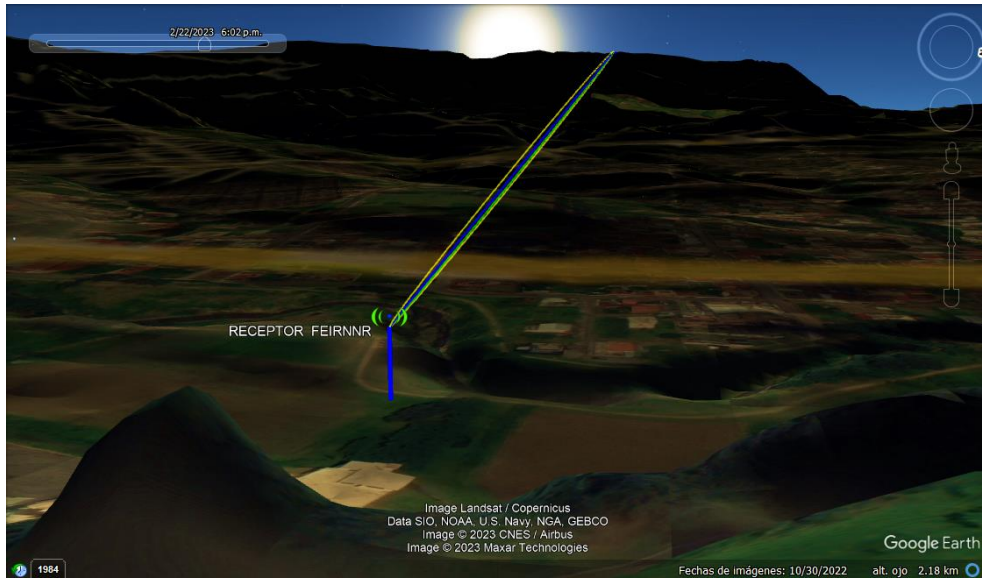 2/22/2023 6:02 p.m.
RECEPTOR FEIRNNR
Image Landsat / Copernicus
Data SIO, NOAA, U.S. Navy, NGA, GEBCO
Image © 2023 CNES / Airbus
Image © 2023 Maxar Technologies
Google Earth
1984
Fechas de imágenes: 10/30/2022 alt. ojo 2.18 km